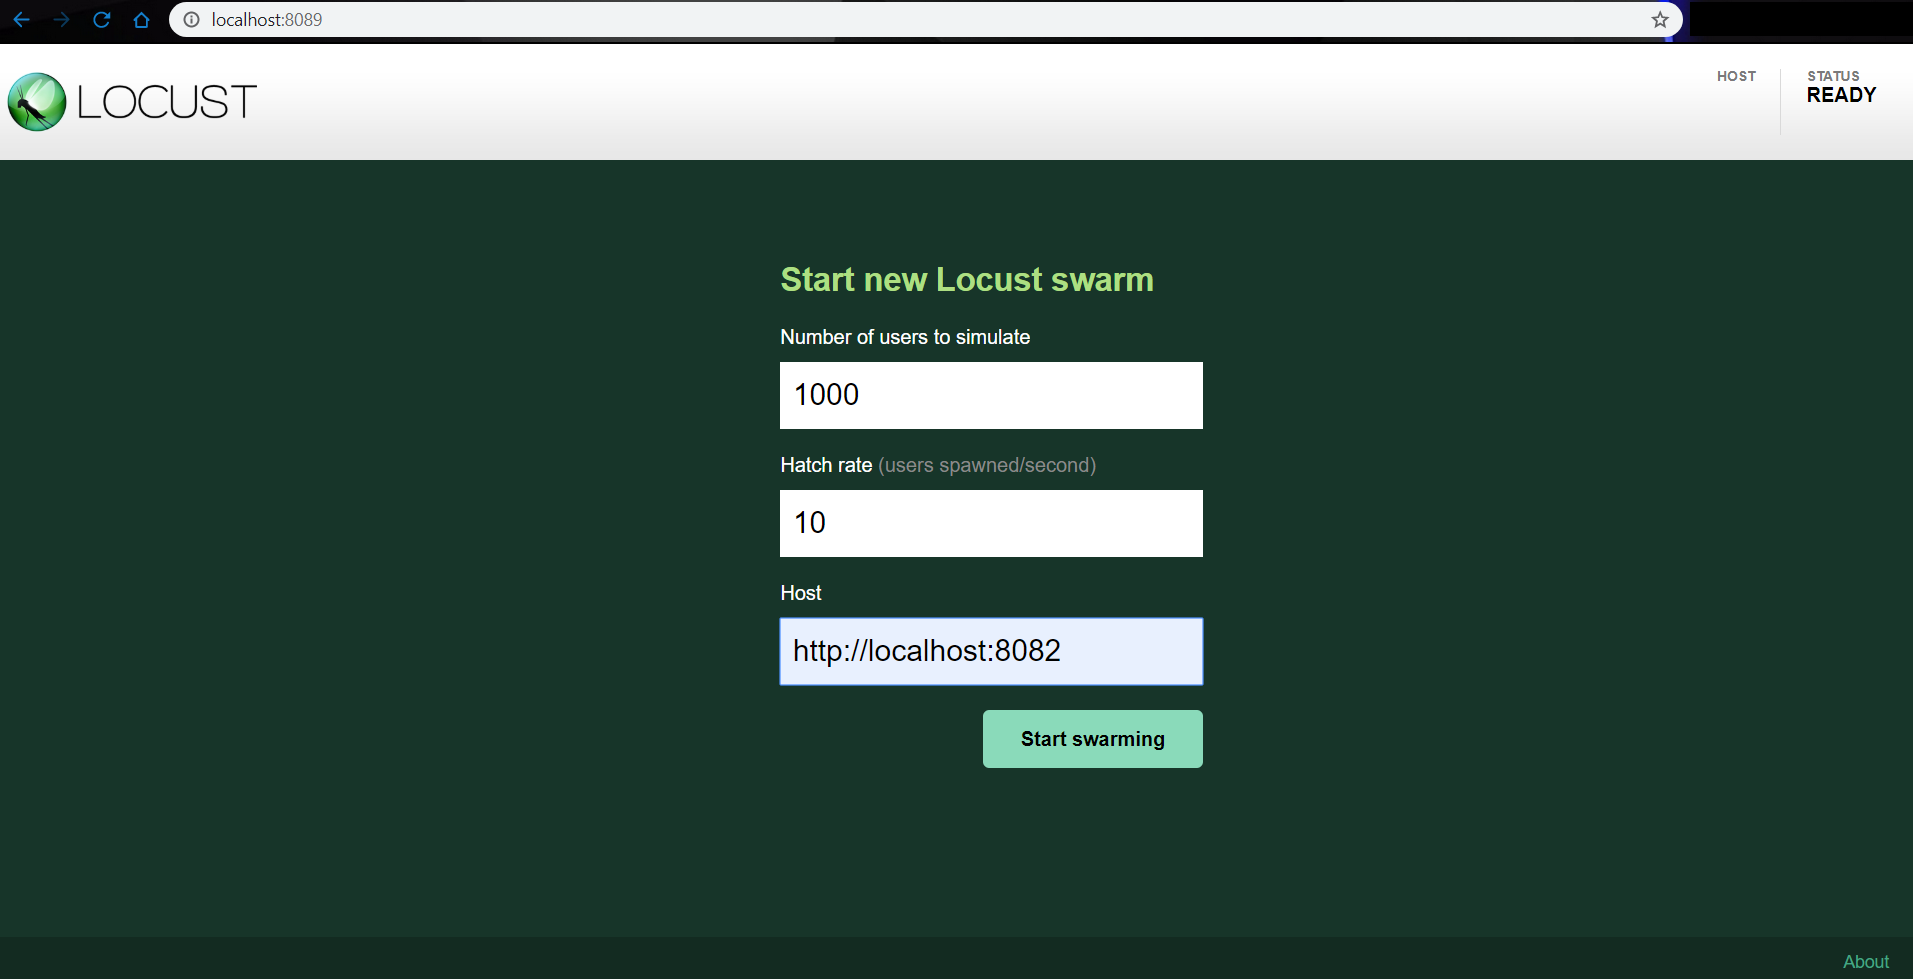 localhost:8089
LOCUST
HOST
STATUS
READY
Start new Locust swarm
Number of users to simulate
1000
Hatch rate (users spawned/second)
10
Host
http://localhost:8082
Start swarming
About